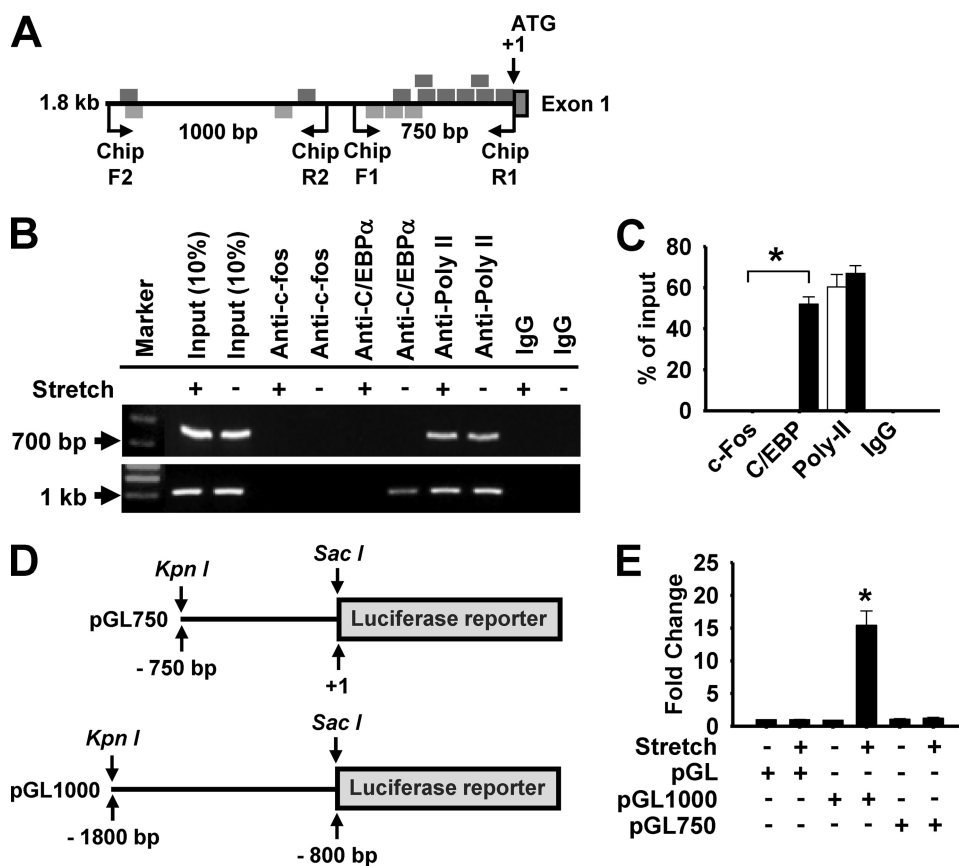 A
ATG
+1
1.8 kb
Exon 1
1000 bp
750 bp
Chip F2
Chip R2
Chip F1
Chip R1
B
Marker
Input (10%)
Input (10%)
Anti-c-fos
Anti-c-fos
Anti-C/EBPα
Anti-C/EBPα
Anti-Poly II
Anti-Poly II
IgG
IgG
Stretch + - + - + - + - + -
700 bp
1 kb
C
% of input
80
60
40
20
0
*
c-Fos
C/EBP
Poly-II
IgG
D
Kpn I
Sac I
pGL750
Luciferase reporter
- 750 bp
+1
Kpn I
Sac I
pGL1000
Luciferase reporter
- 1800 bp
- 800 bp
E
Fold Change
25
20
15
10
5
0
*
Stretch - + - + - +
pGL + + - - - -
pGL1000 - - + + - -
pGL750 - - - - + +